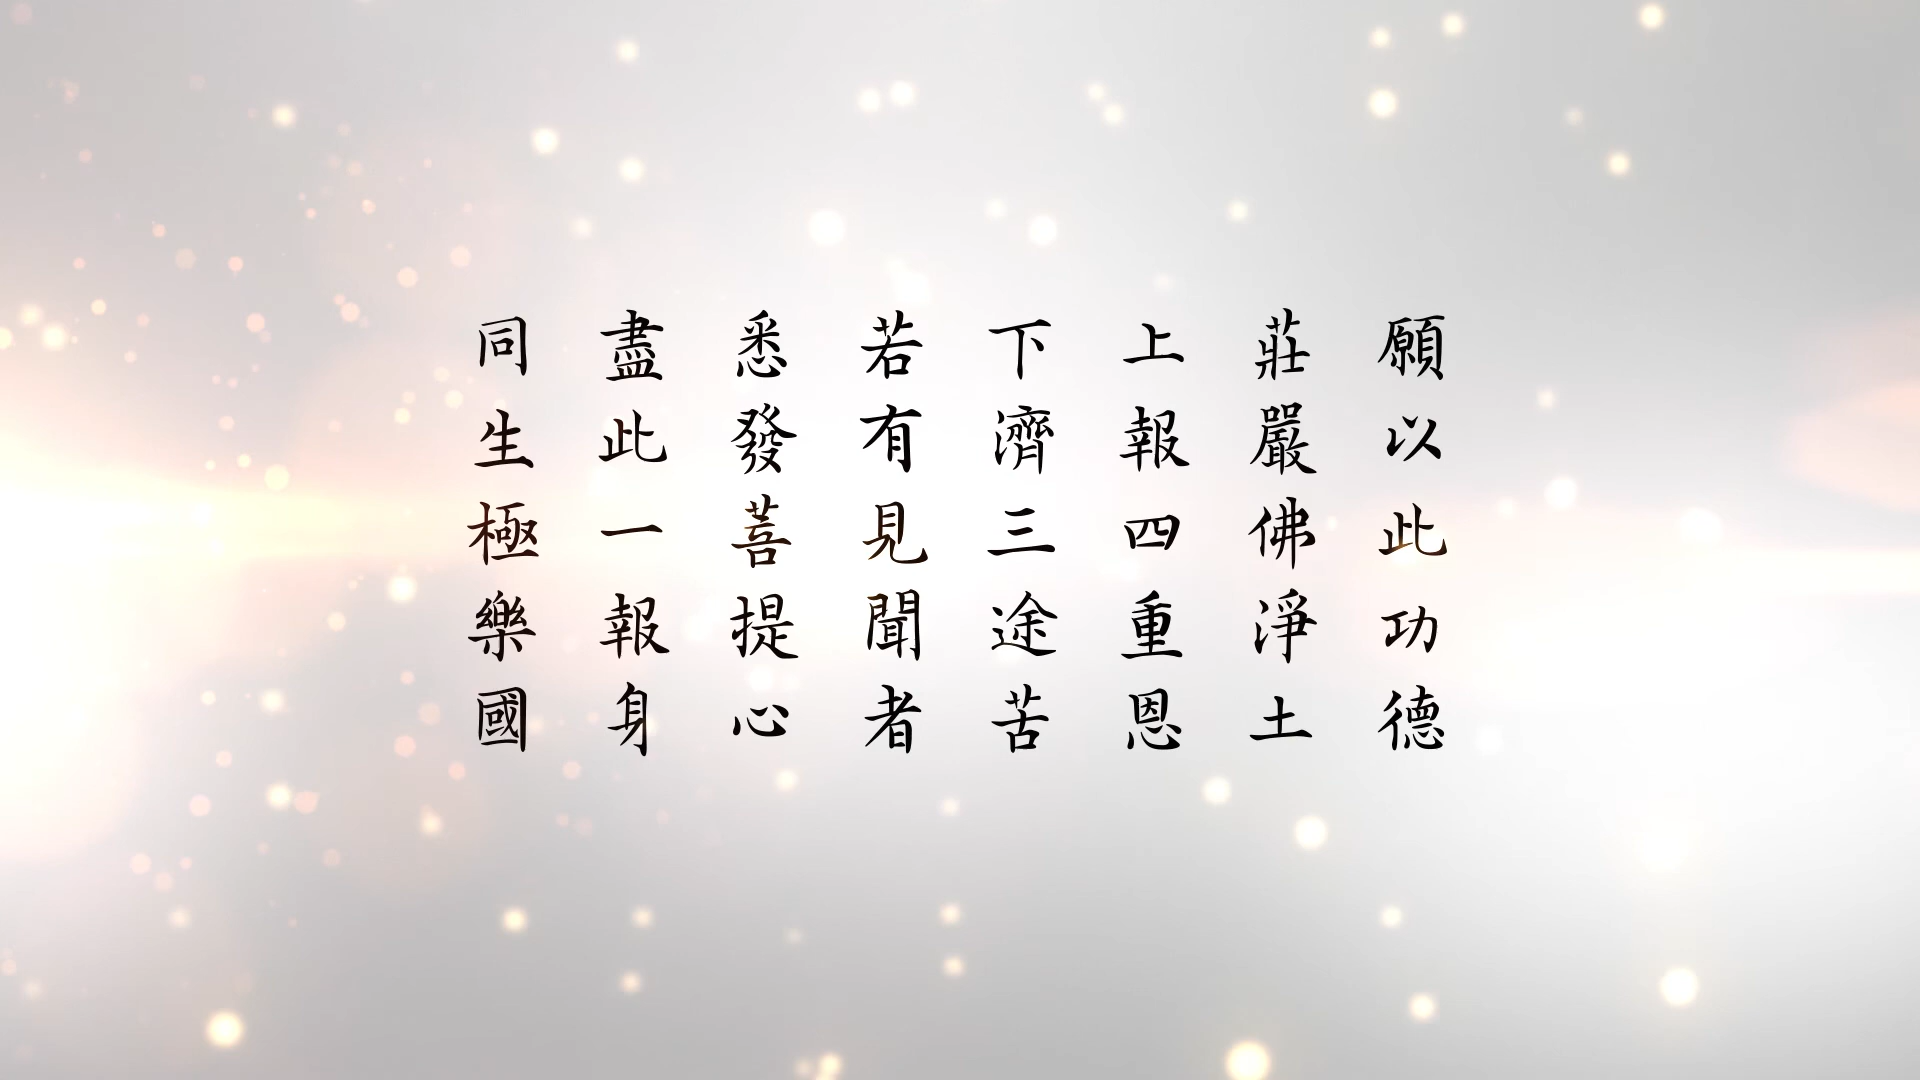 願以此功德
莊嚴佛淨土
上報四重恩
下濟三途苦
若有見聞者
悉發菩提心
盡此一報身
同生極樂國